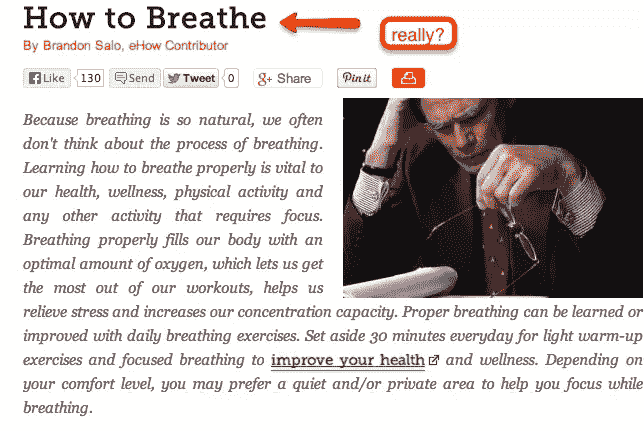 How to Breathe
really?
By Brandon Salo, eHow Contributor
Like 130 Send Tweet 0 Share Pin it
Because breathing is so natural, we often
don't think about the process of breathing.
Learning how to breathe properly is vital to
our health, wellness, physical activity and
any other activity that requires focus.
Breathing properly fills our body with an
optimal amount of oxygen, which lets us get
the most out of our workouts, helps us
relieve stress and increases our concentration capacity. Proper breathing can be learned or
improved with daily breathing exercises. Set aside 30 minutes everyday for light warm-up
exercises and focused breathing to improve your health and wellness. Depending on
your comfort level, you may prefer a quiet and/or private area to help you focus while
breathing.